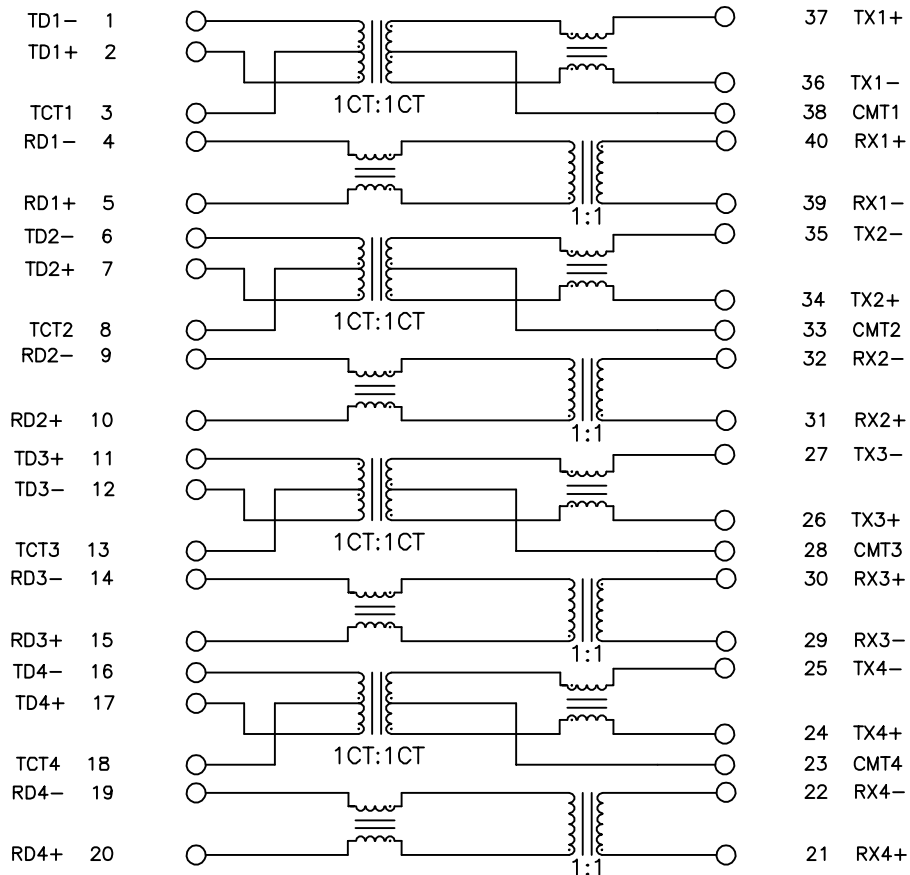 TD1- 1 37 TX1+
TD1+ 2
36 TX1-
1CT:1CT
TCT1 3 38 CMT1
RD1- 4 40 RX1+
RD1+ 5 39 RX1-
1:1
TD2- 6 35 TX2-
TD2+ 7
34 TX2+
1CT:1CT
TCT2 8 33 CMT2
RD2- 9 32 RX2-
RD2+ 10 31 RX2+
1:1
TD3+ 11 27 TX3-
TD3- 12
26 TX3+
1CT:1CT
TCT3 13 28 CMT3
RD3- 14 30 RX3+
RD3+ 15 29 RX3-
1:1
TD4- 16 25 TX4-
TD4+ 17
24 TX4+
1CT:1CT
TCT4 18 23 CMT4
RD4- 19 22 RX4-
RD4+ 20 21 RX4+
1:1